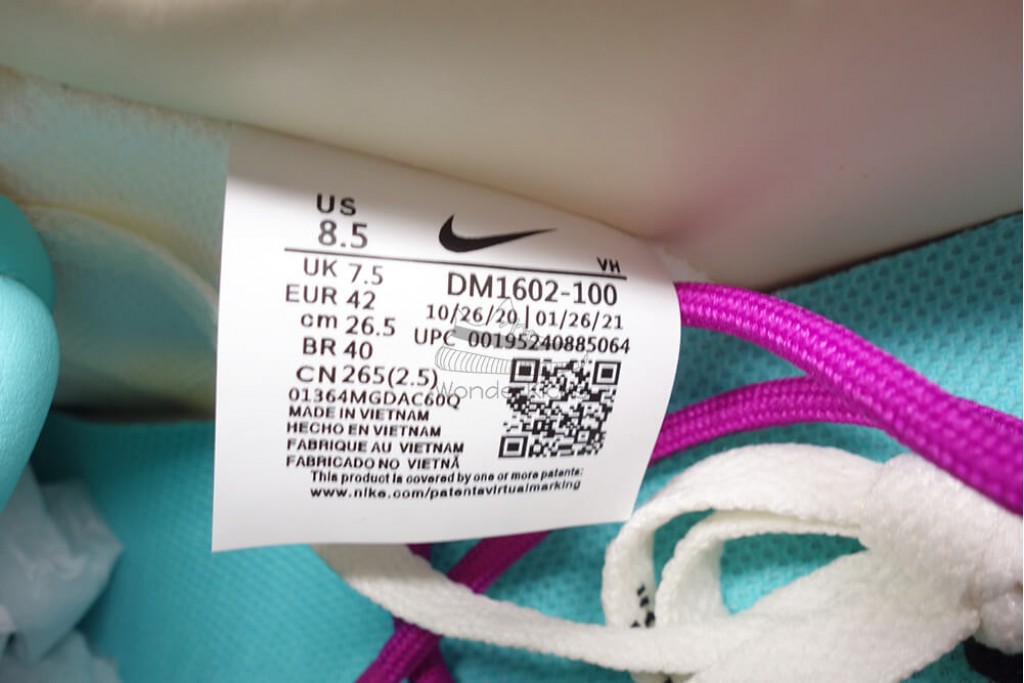 US
8.5
VH
UK 7.5
DM1602-100
EUR 42
10/26/20 | 01/26/21
cm 26.5
UPC 00195240885064
BR 40
CN 265(2.5)
Wonderkicks
01364MGDAC60Q
MADE IN VIETNAM
HECHO EN VIETNAM
FABRIQUE AU VIETNAM
FABRICADO NO VIETNÃ
This product is covered by one or more patents:
www.nike.com/patentsvirtualmarking